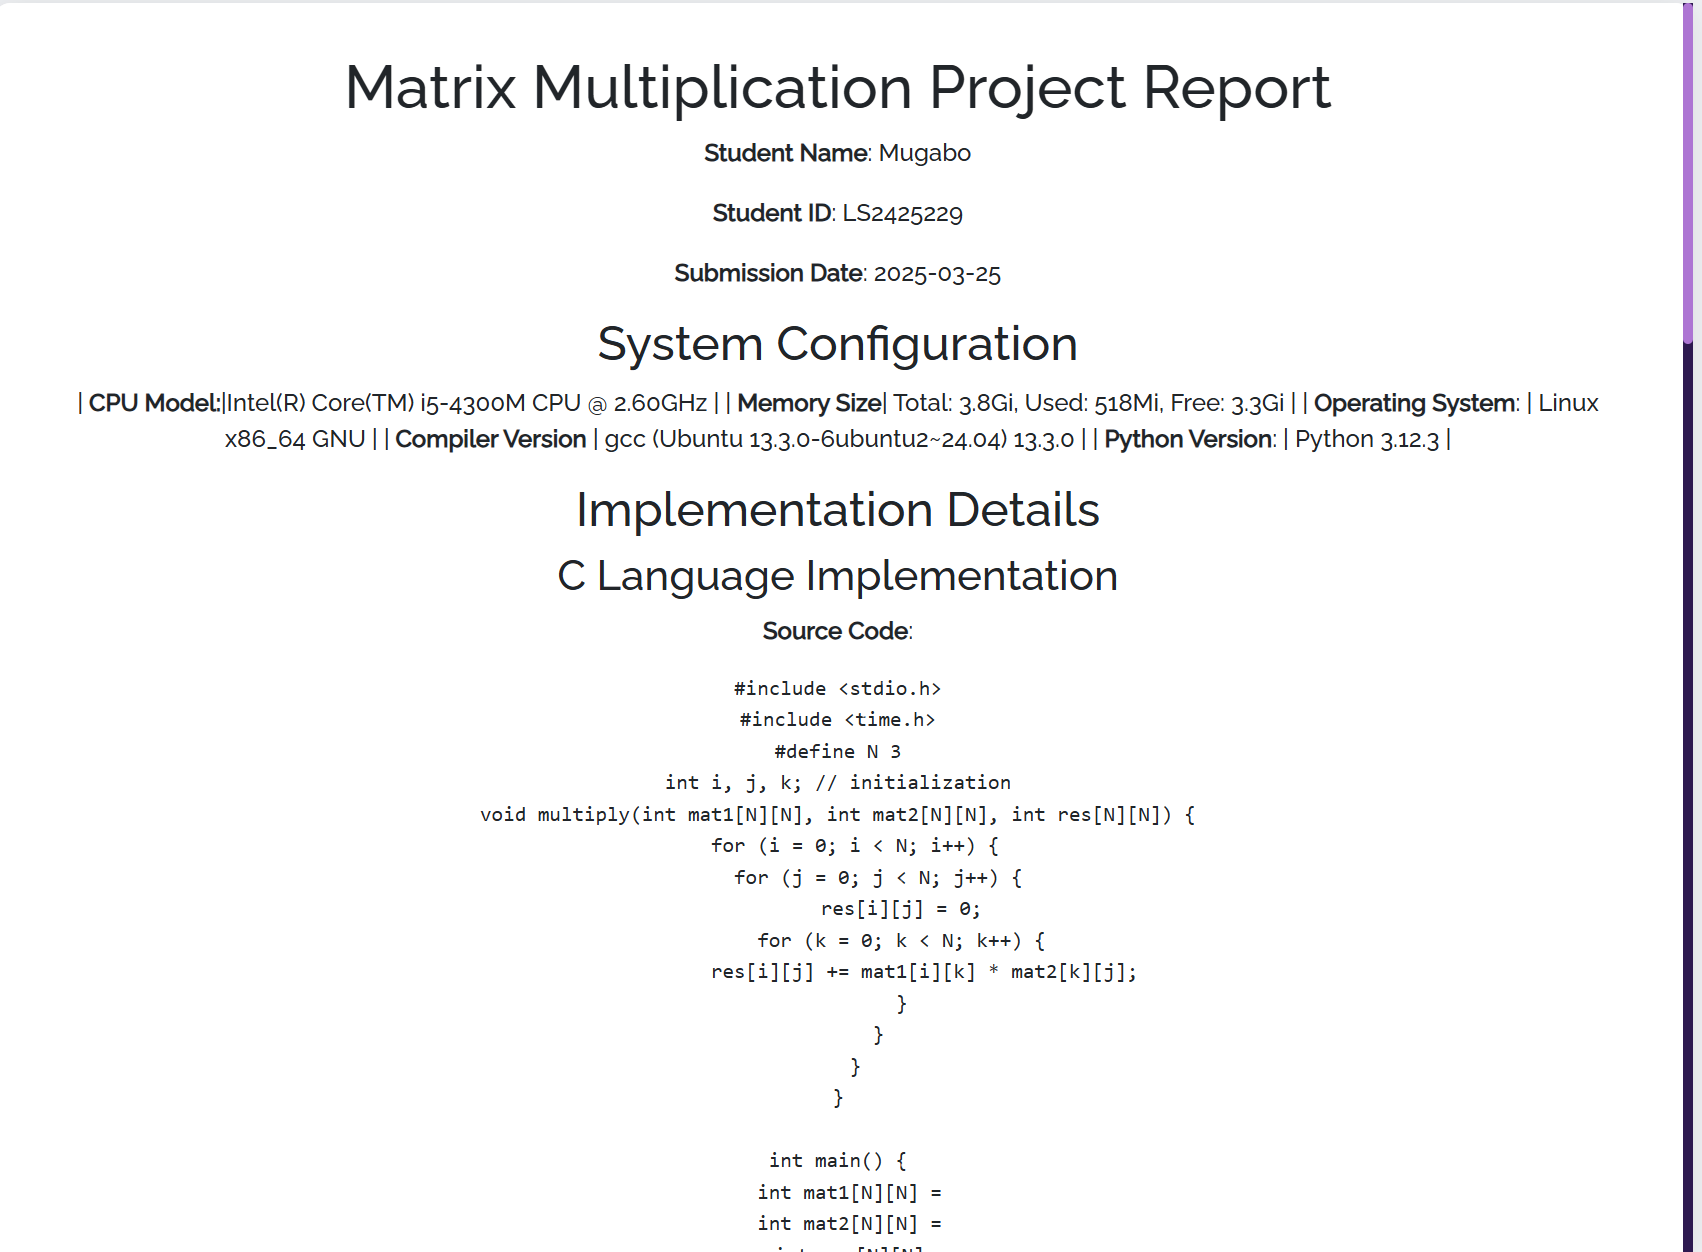 Matrix Multiplication Project Report
Student Name: Mugabo
Student ID: LS2425229
Submission Date: 2025-03-25
System Configuration
| CPU Model:|Intel(R) Core(TM) i5-4300M CPU @ 2.60GHz | | Memory Size| Total: 3.8Gi, Used: 518Mi, Free: 3.3Gi | | Operating System: | Linux
x86_64 GNU | | Compiler Version | gcc (Ubuntu 13.3.0-6ubuntu2~24.04) 13.3.0 | | Python Version: | Python 3.12.3 |
Implementation Details
C Language Implementation
Source Code:
#include <stdio.h>
#include <time.h>
#define N 3
int i, j, k; // initialization
void multiply(int mat1[N][N], int mat2[N][N], int res[N][N]) {
for (i = 0; i < N; i++) {
for (j = 0; j < N; j++) {
res[i][j] = 0;
for (k = 0; k < N; k++) {
res[i][j] += mat1[i][k] * mat2[k][j];
}
}
}
}
int main() {
int mat1[N][N] =
int mat2[N][N] =